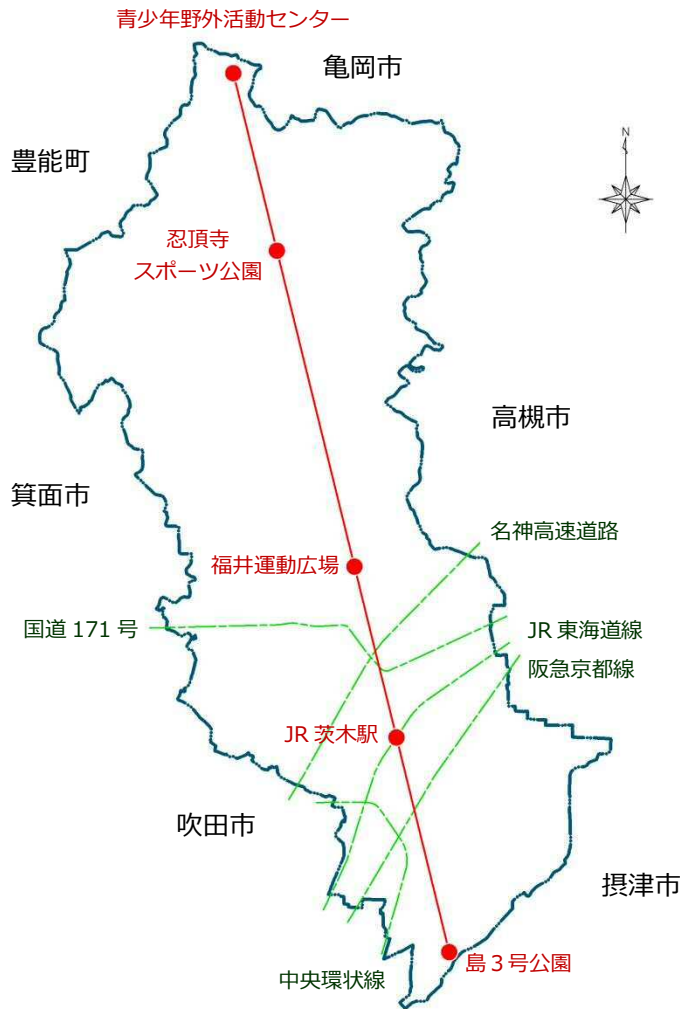 青少年野外活動センター
亀岡市
豊能町
N
忍頂寺
スポーツ公園
高槻市
箕面市
名神高速道路
福井運動広場
国道 171 号
JR 東海道線
阪急京都線
JR 茨木駅
吹田市
摂津市
島３号公園
中央環状線